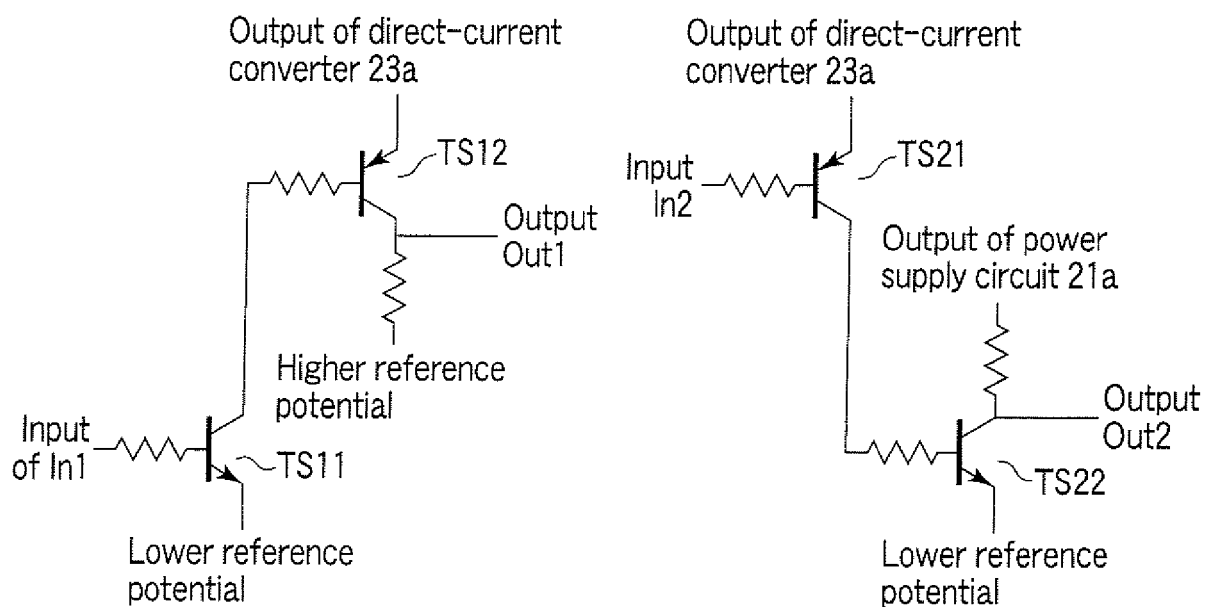 Output of direct-current
converter 23a
TS12
Output
Out1
Higher reference
potential
Input
of In1
TS11
Lower reference
potential
Output of direct-current
converter 23a
TS21
Input
In2
Output of power
supply circuit 21a
Output
Out2
TS22
Lower reference
potential